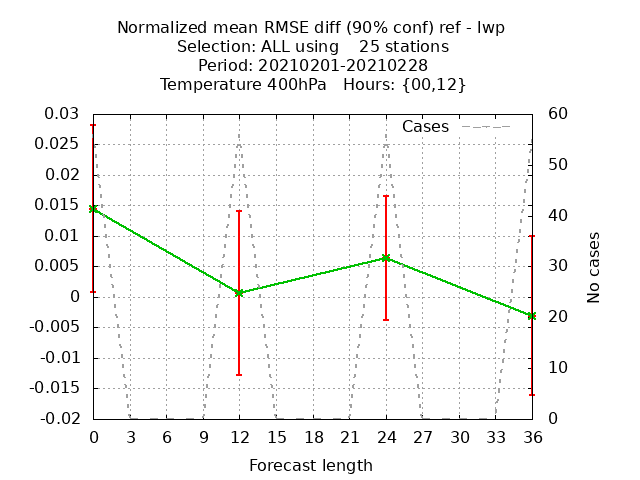 Normalized mean RMSE diff (90% conf) ref - lwp
Selection: ALL using    25 stations
Period: 20210201-20210228
Temperature 400hPa   Hours: {00,12}
Cases
0.03
0.025
0.02
0.015
0.01
0.005
0
-0.005
-0.01
-0.015
-0.02
60
50
40
30
20
10
0
No cases
0 3 6 9 12 15 18 21 24 27 30 33 36
Forecast length